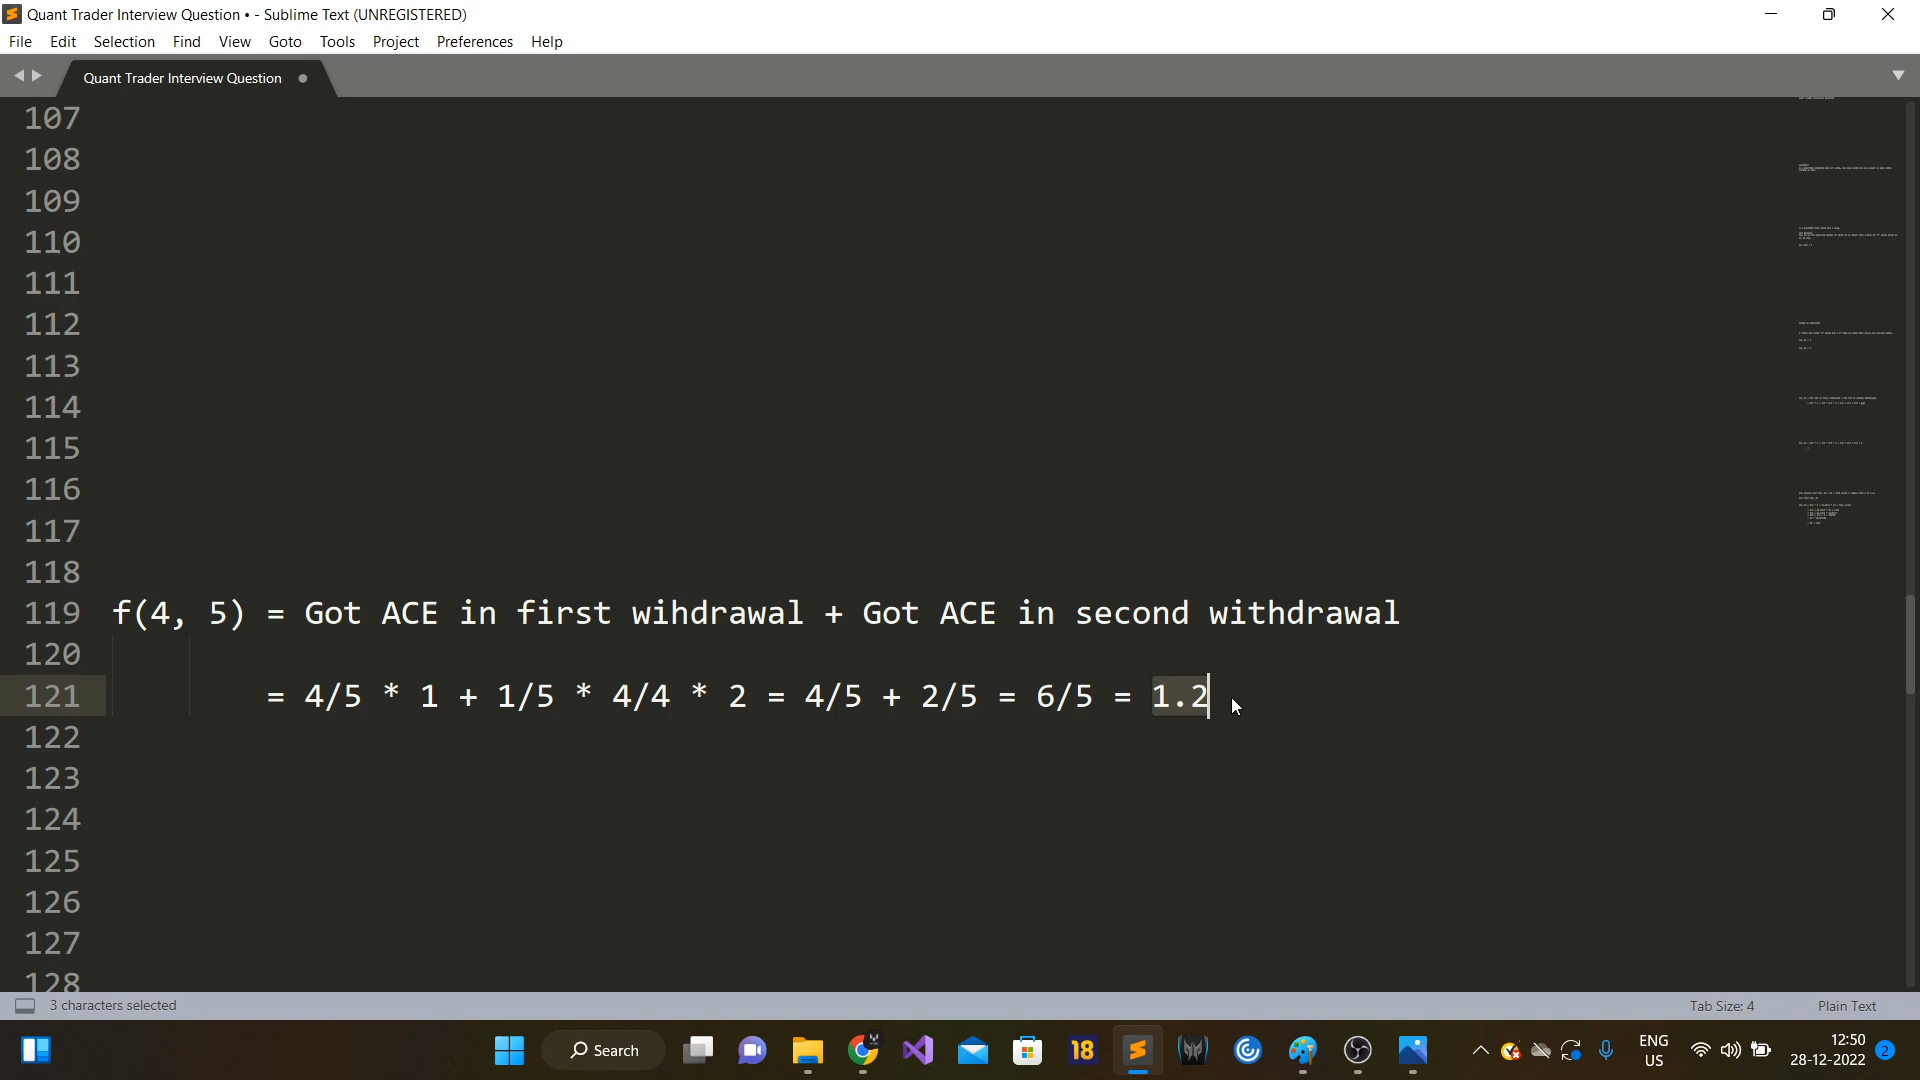 Quant Trader Interview Question • - Sublime Text (UNREGISTERED)
File Edit Selection Find View Goto Tools Project Preferences Help
Quant Trader Interview Question
107
108
109
110
111
112
113
114
115
116
117
118
119 f(4, 5) = Got ACE in first wihdrawal + Got ACE in second withdrawal
120
121 = 4/5 * 1 + 1/5 * 4/4 * 2 = 4/5 + 2/5 = 6/5 = 1.2
122
123
124
125
126
127
128
3 characters selected Tab Size: 4 Plain Text
Search 18 ENG US 12:50 28-12-2022 2